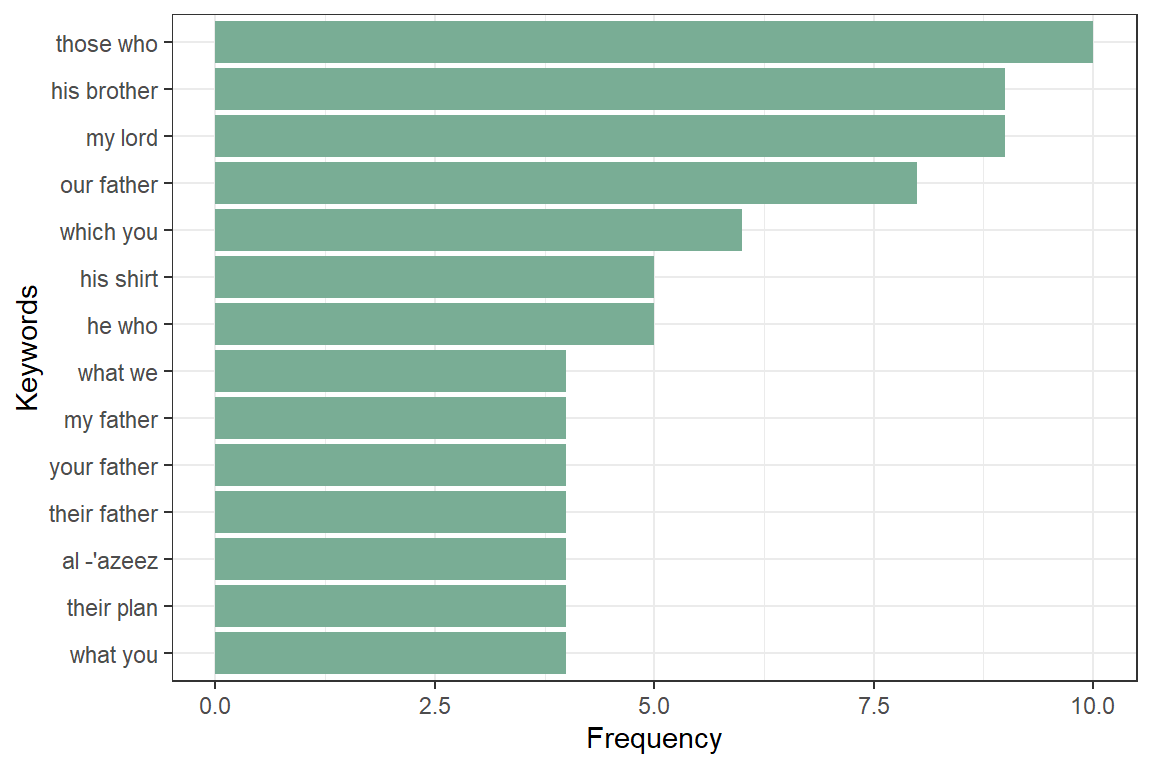 those who
his brother
my lord
our father
which you
his shirt
he who
what we
my father
your father
their father
al -'azeez
their plan
what you
Keywords
0.0 2.5 5.0 7.5 10.0
Frequency